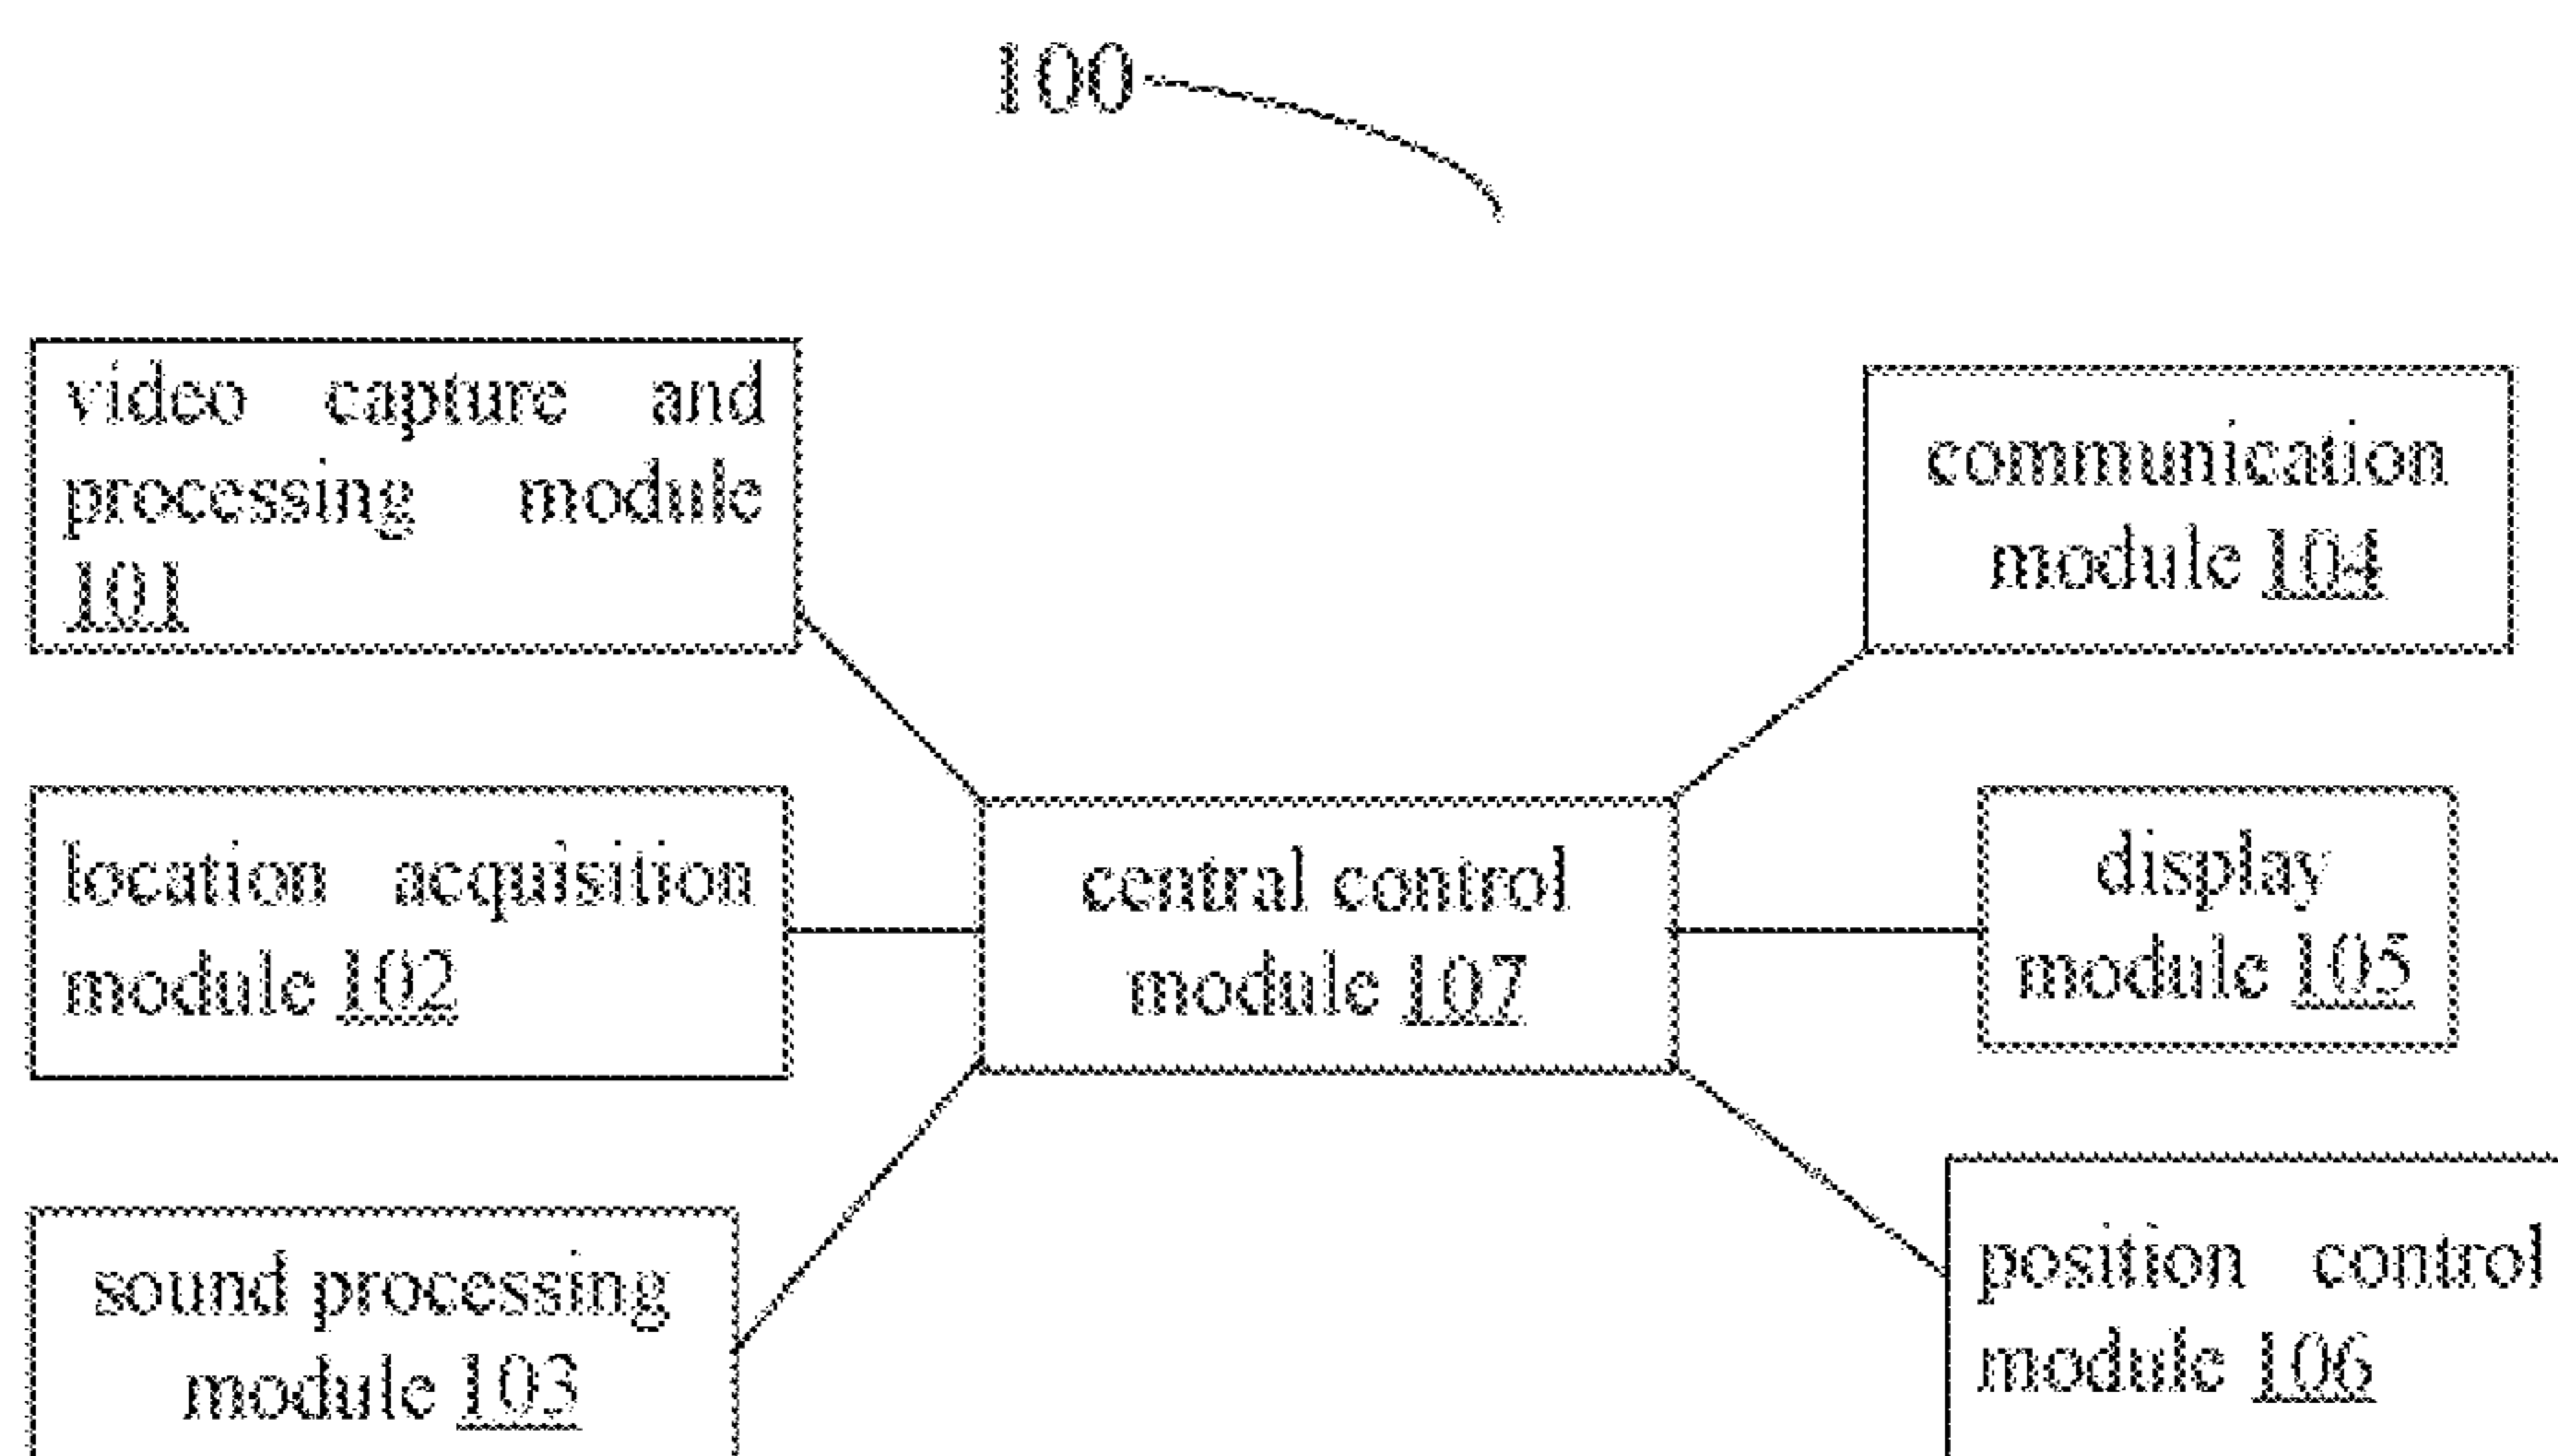 100
video capture and
processing module
101
location acquisition
module 102
sound processing
module 103
central control
module 107
communication
module 104
display
module 105
position control
module 106